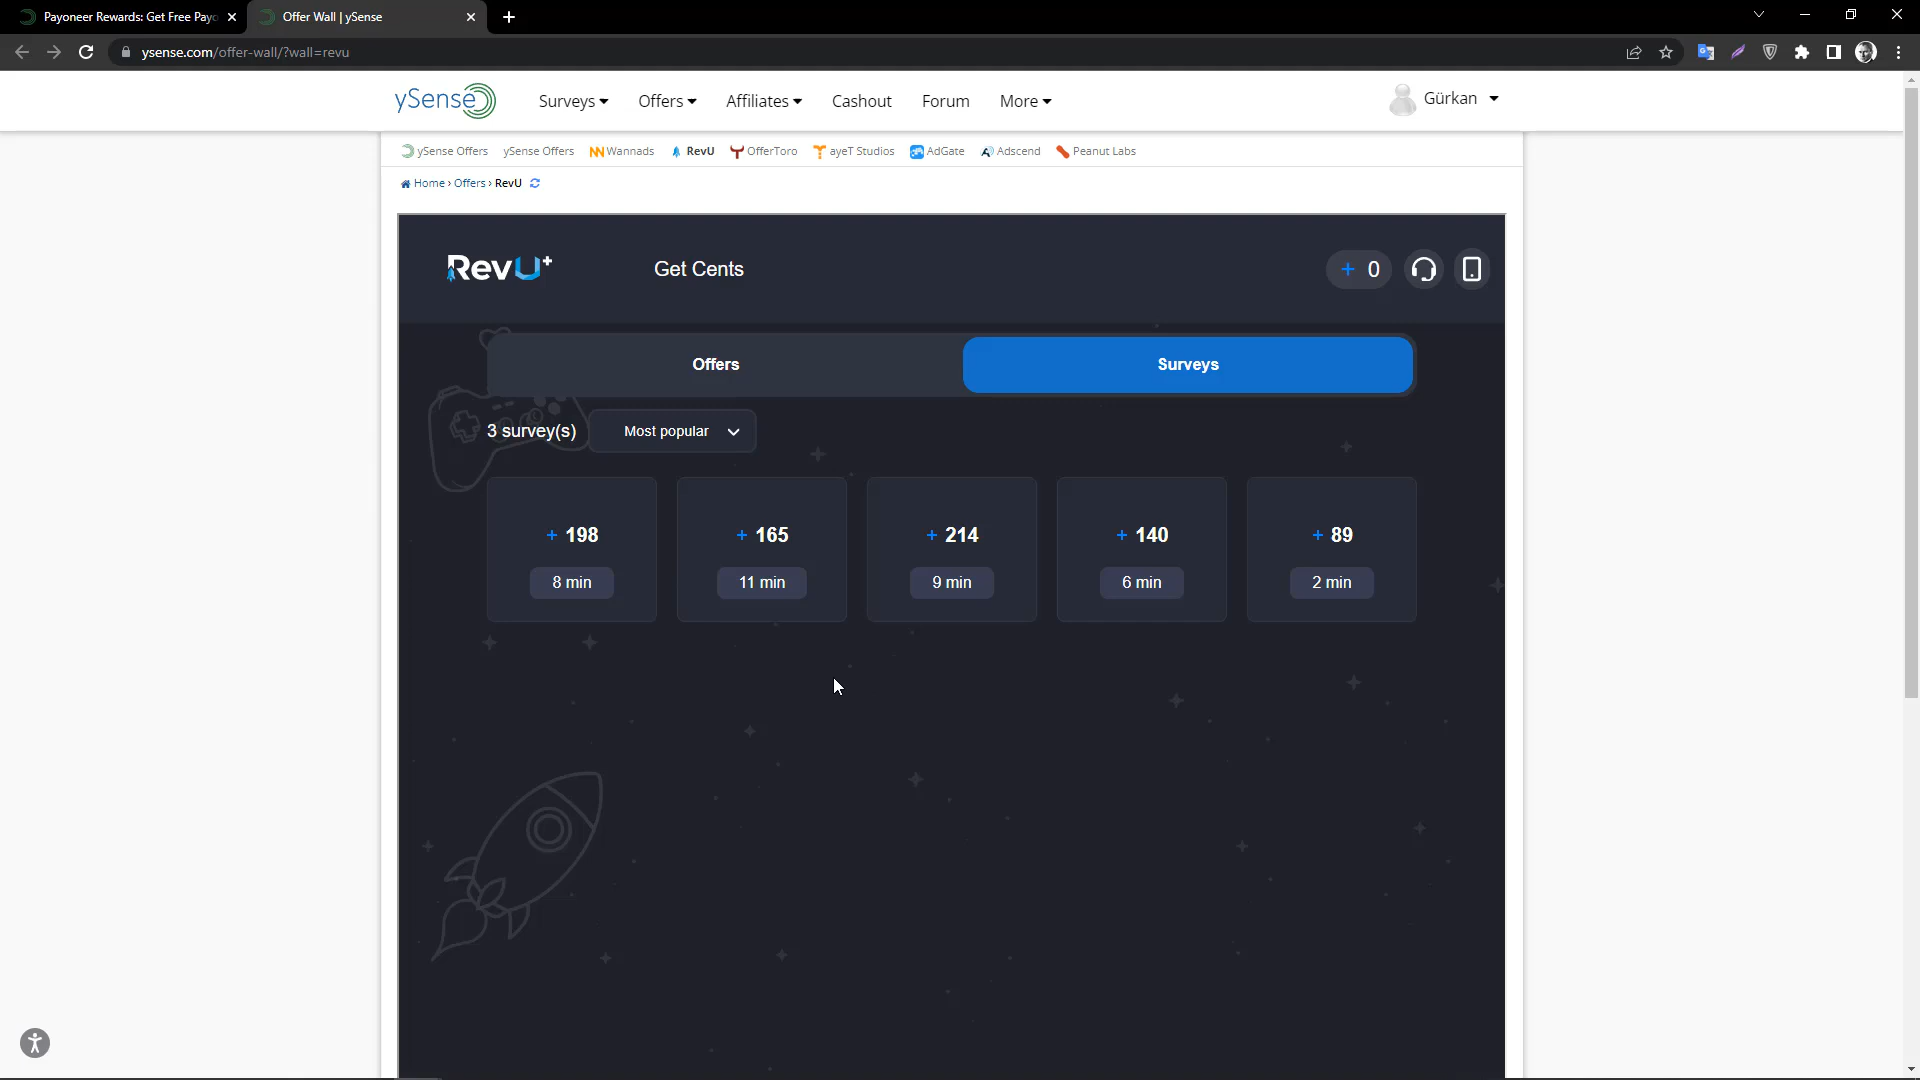 Payoneer Rewards: Get Free Payo
Offer Wall | ySense
ysense.com/offer-wall/?wall=revu
ySense Surveys Offers Affiliates Cashout Forum More Gürkan
ySense Offers ySense Offers Wannads RevU OfferToro ayeT Studios AdGate Adscend Peanut Labs
Home › Offers › RevU
RevU+ Get Cents + 0
Offers Surveys
3 survey(s) Most popular
+ 198 + 165 + 214 + 140 + 89
8 min 11 min 9 min 6 min 2 min